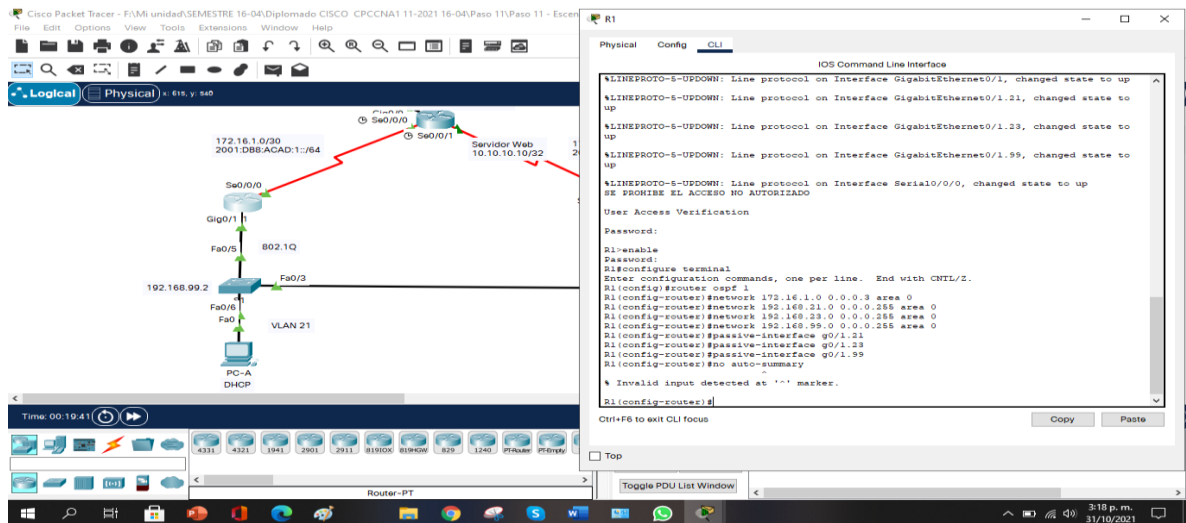 Cisco Packet Tracer - F:\Mi unidad\SEMESTRE 16-04\Diplomado CISCO CPCCNA1 11-2021 16-04\Paso 11\Paso 11 - Escen
File Edit Options View Tools Extensions Window Help
Logical Physical x: 615, y: 540
Se0/0/0
Se0/0/1
172.16.1.0/30
2001:DB8:ACAD:1::/64
Servidor Web
10.10.10.10/32
Se0/0/0
Gig0/1
Fa0/5
802.1Q
192.168.99.2
Fa0/3
Fa0/6
Fa0
VLAN 21
PC-A
DHCP
Time: 00:19:41
4331 4321 1941 2901 2911 819IOX 819HGW 829 1240 PT-Router PT-Empty
Router-PT
R1
Physical Config CLI
IOS Command Line Interface
%LINEPROTO-5-UPDOWN: Line protocol on Interface GigabitEthernet0/1, changed state to up
%LINEPROTO-5-UPDOWN: Line protocol on Interface GigabitEthernet0/1.21, changed state to
up
%LINEPROTO-5-UPDOWN: Line protocol on Interface GigabitEthernet0/1.23, changed state to
up
%LINEPROTO-5-UPDOWN: Line protocol on Interface GigabitEthernet0/1.99, changed state to
up
%LINEPROTO-5-UPDOWN: Line protocol on Interface Serial0/0/0, changed state to up
SE PROHIBE EL ACCESO NO AUTORIZADO
User Access Verification
Password:
R1>enable
Password:
R1#configure terminal
Enter configuration commands, one per line. End with CNTL/Z.
R1(config)#router ospf 1
R1(config-router)#network 172.16.1.0 0.0.0.3 area 0
R1(config-router)#network 192.168.21.0 0.0.0.255 area 0
R1(config-router)#network 192.168.23.0 0.0.0.255 area 0
R1(config-router)#network 192.168.99.0 0.0.0.255 area 0
R1(config-router)#passive-interface g0/1.21
R1(config-router)#passive-interface g0/1.23
R1(config-router)#passive-interface g0/1.99
R1(config-router)#no auto-summary
^
% Invalid input detected at '^' marker.
R1(config-router)#
Ctrl+F6 to exit CLI focus
Copy Paste
Top
Toggle PDU List Window
3:18 p. m.
31/10/2021